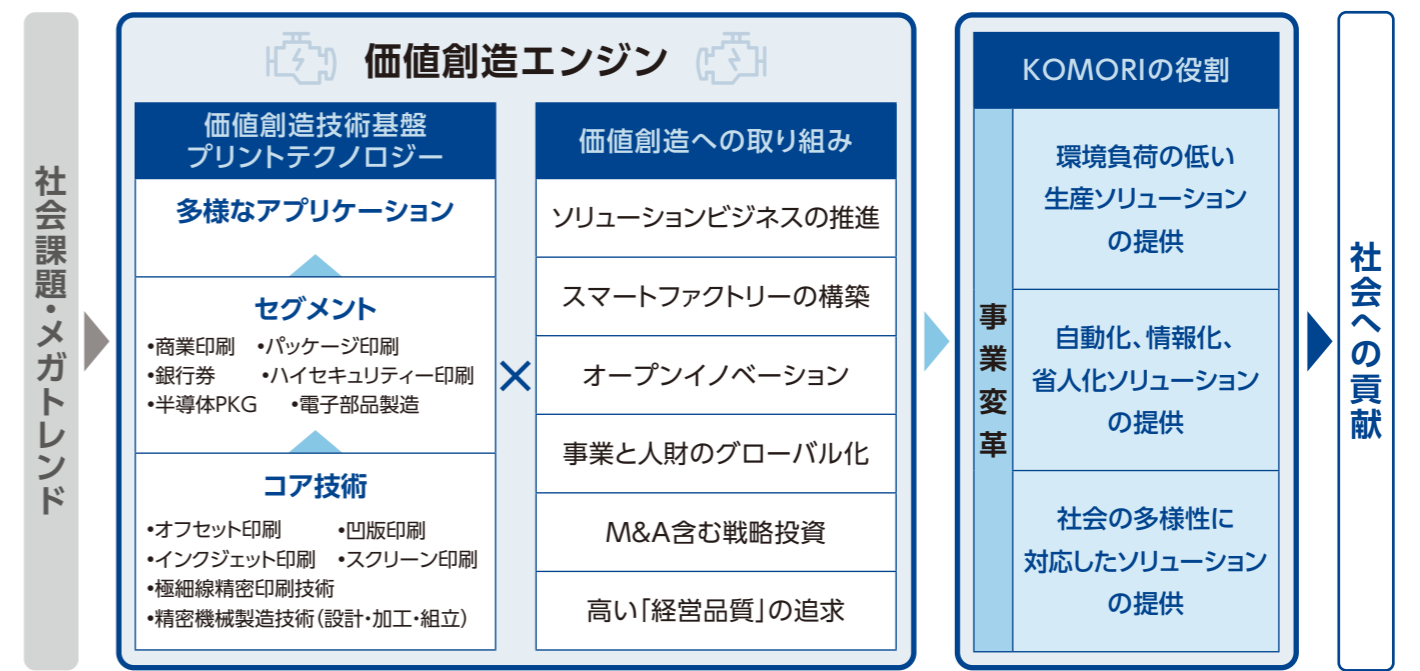 社会課題・メガトレンド
価値創造エンジン
価値創造技術基盤
プリントテクノロジー
多様なアプリケーション
セグメント
•商業印刷 •パッケージ印刷
•銀行券 •ハイセキュリティー印刷
•半導体PKG •電子部品製造
コア技術
•オフセット印刷 •凹版印刷
•インクジェット印刷 •スクリーン印刷
•極細線精密印刷技術
•精密機械製造技術(設計・加工・組立)
×
価値創造への取り組み
ソリューションビジネスの推進
スマートファクトリーの構築
オープンイノベーション
事業と人財のグローバル化
M&A含む戦略投資
高い「経営品質」の追求
KOMORIの役割
事業変革
環境負荷の低い
生産ソリューション
の提供
自動化、情報化、
省人化ソリューション
の提供
社会の多様性に
対応したソリューション
の提供
社会への貢献